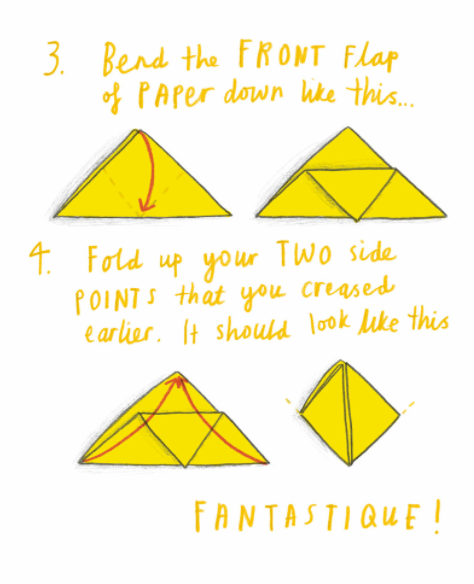 3. Bend the FRONT Flap
of PAPer down like this...
4. Fold up your TWO side
POINTS that you creased
earlier. It should look like this
FANTASTIQUE!